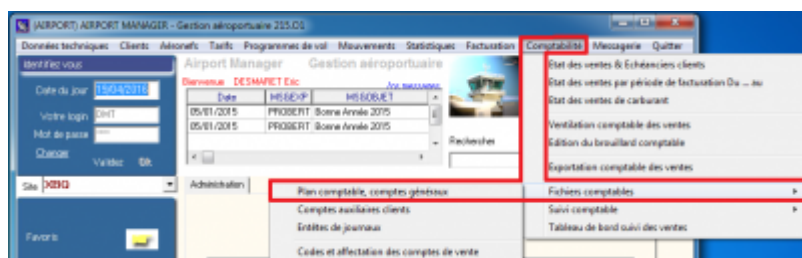 (AIRPORT) AIRPORT MANAGER - Gestion aéroportuaire 215.01
Données techniques Clients Aéronefs Tarifs Programmes de vol Mouvements Statistiques Facturation Comptabilité Messagerie Quitter
Identifiez vous
Airport Manager Gestion aéroportuaire
Bienvenue DESMARET Eric
Date du jour 15/04/2016
Votre login DMT
Mot de passe
Changer Valider
Date MSGEXP MSGOBJET
05/01/2015 PROBERT Bonne Année 2015
05/01/2015 PROBERT Bonne Année 2015
Rechercher
Site
Administration
Favoris
Etat des ventes & Echéanciers clients
Etat des ventes par période de facturation Du ... au
Etat des ventes de carburant
Ventilation comptable des ventes
Edition du brouillard comptable
Exportation comptable des ventes
Fichiers comptables
Suivi comptable
Tableau de bord suivi des ventes
Plan comptable, comptes généraux
Comptes auxiliaires clients
Entêtes de journaux
Codes et affectation des comptes de vente